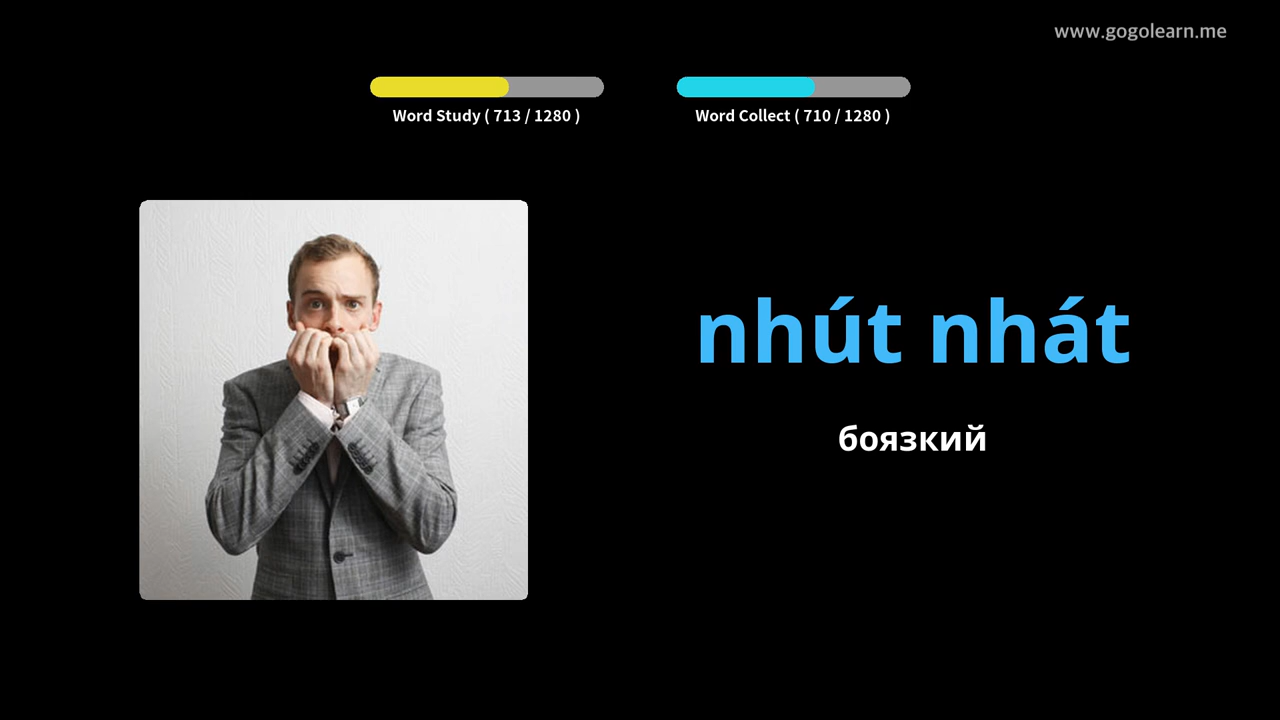 www.gogolearn.me
Word Study ( 713 / 1280 )
Word Collect ( 710 / 1280 )
nhút nhát
боязкий